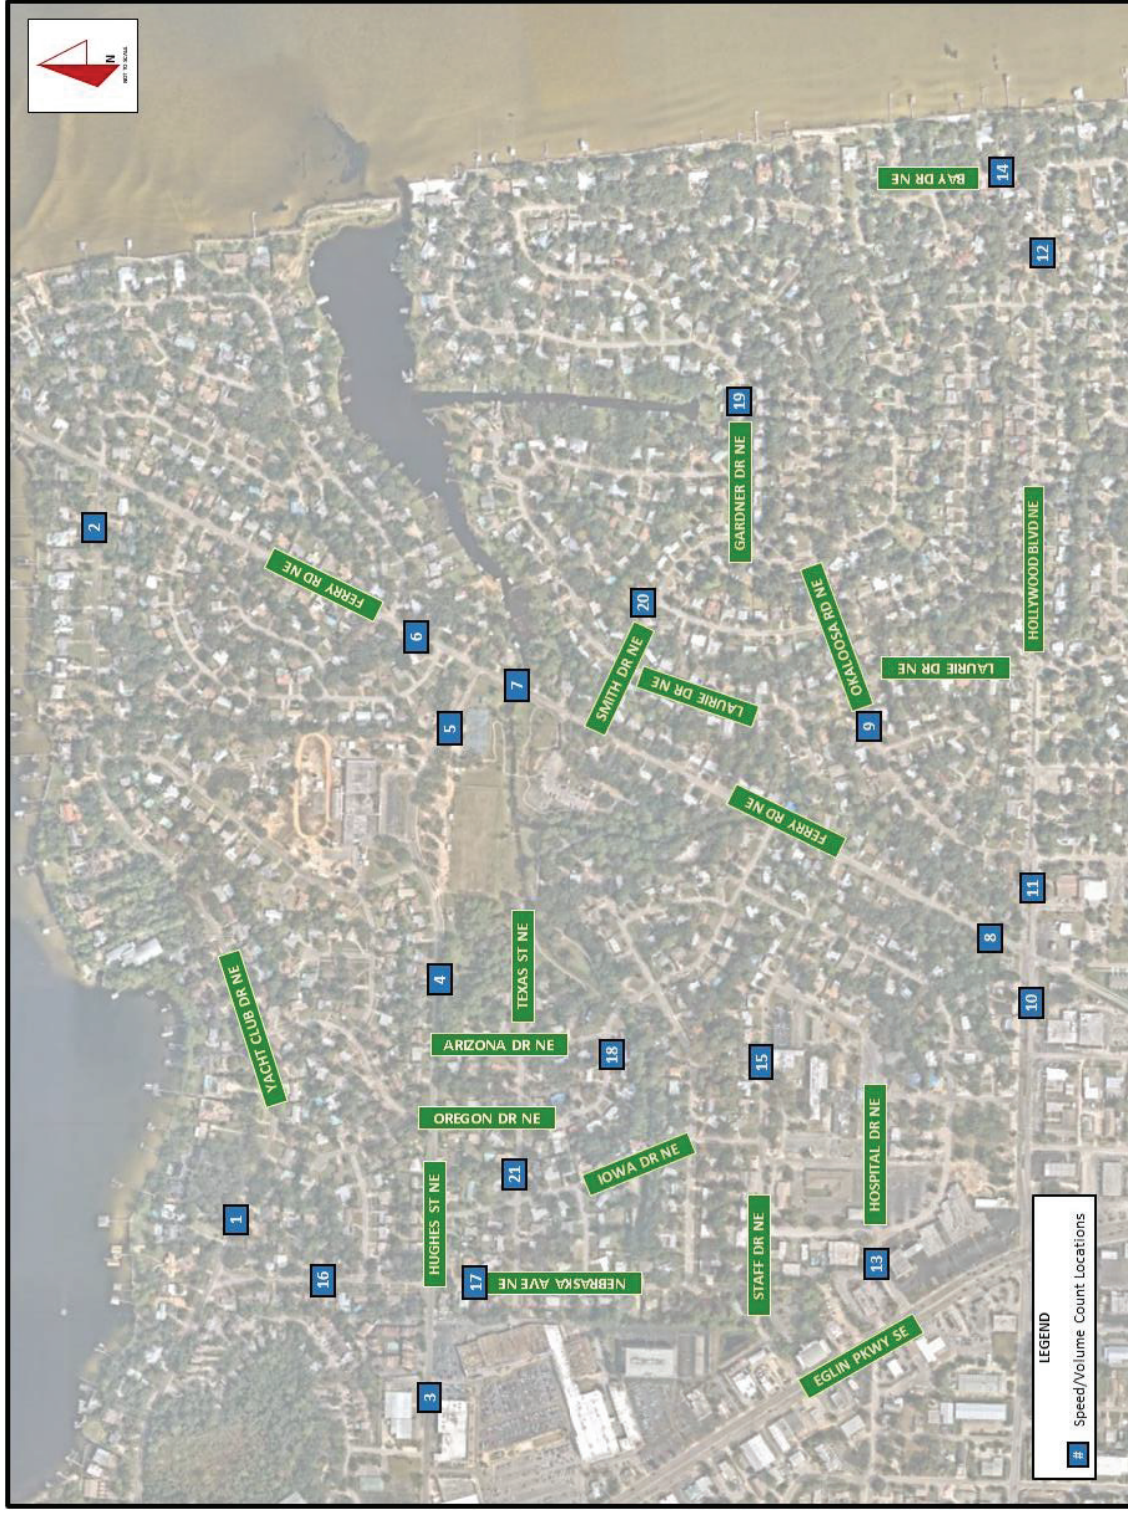 N
NOT TO SCALE
2
14
BAY DR NE
12
19
GARDNER DR NE
FERRY RD NE
6
20
7
SMITH DR NE
LAURIE DR NE
OKALOOSA RD NE
LAURIE DR NE
HOLLYWOOD BLVD NE
5
9
FERRY RD NE
11
8
4
TEXAS ST NE
10
YACHT CLUB DR NE
ARIZONA DR NE
18
15
OREGON DR NE
21
IOWA DR NE
HOSPITAL DR NE
1
HUGHES ST NE
16
17
NEBRASKA AVE NE
STAFF DR NE
13
EGLIN PKWY SE
3
LEGEND
# Speed/Volume Count Locations